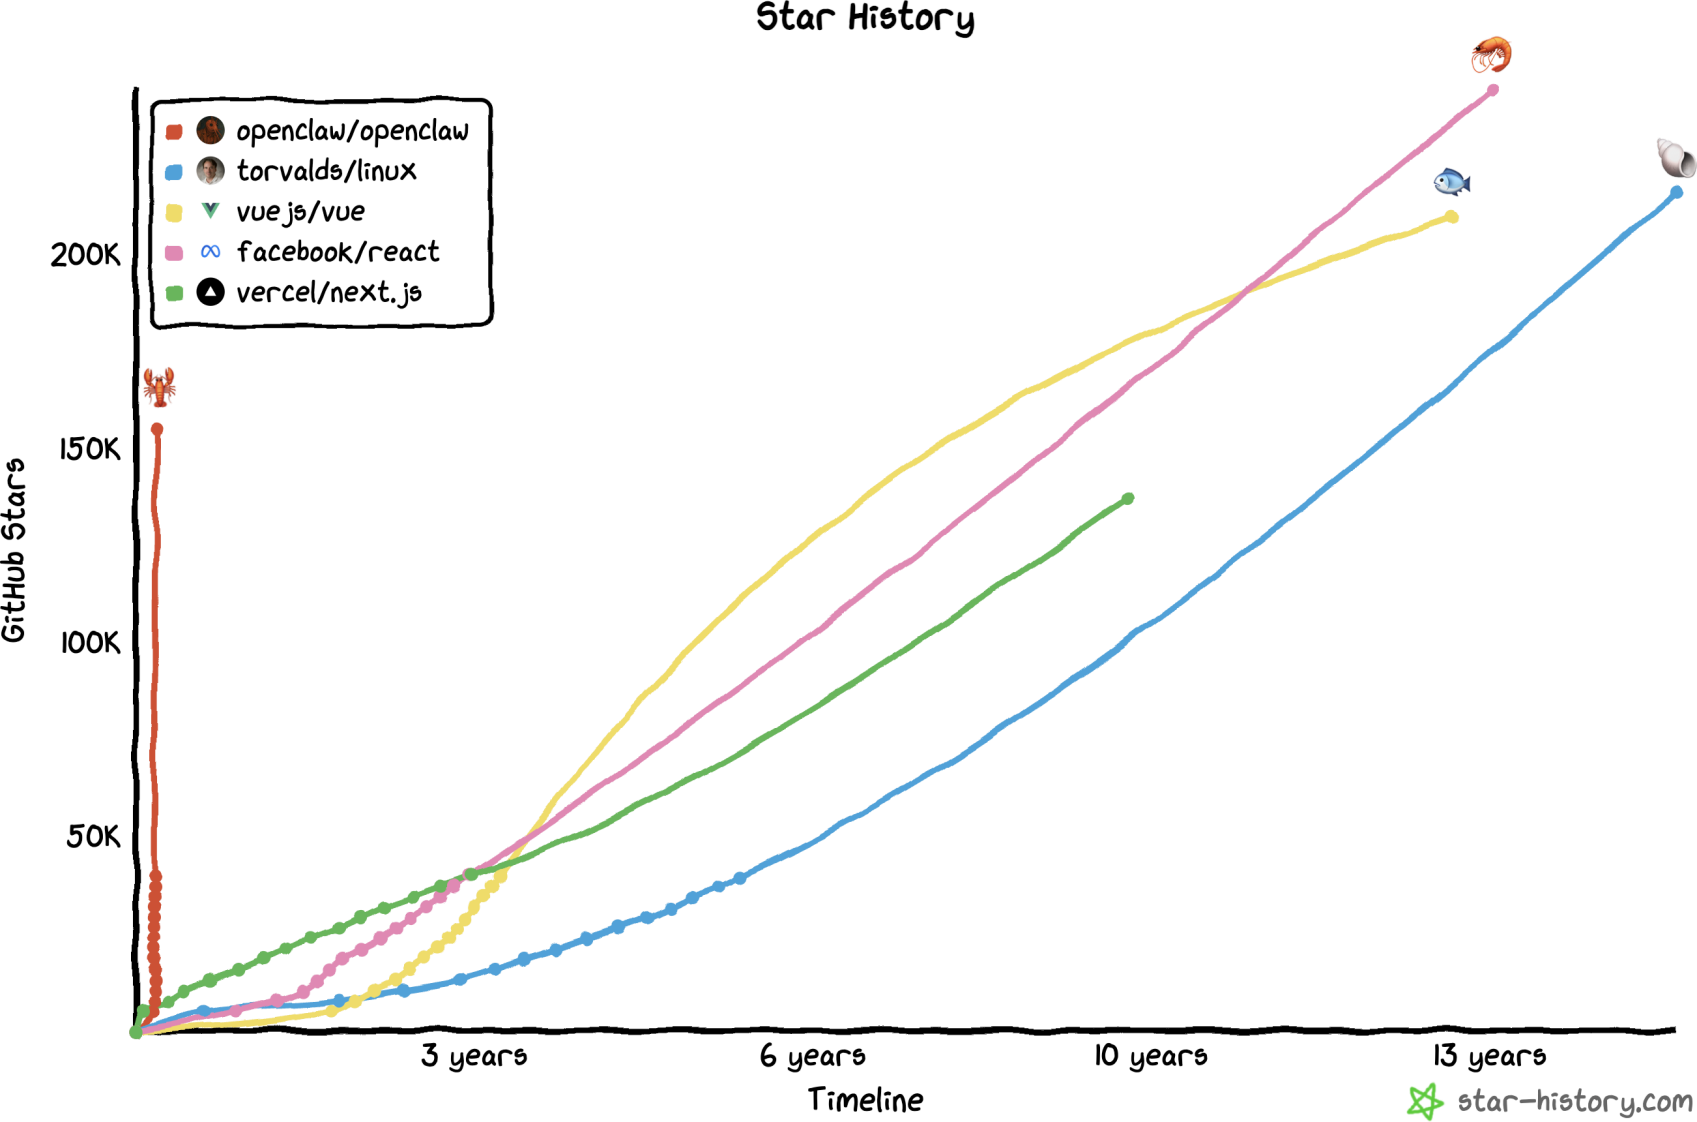 Star History
openclaw/openclaw
torvalds/linux
vuejs/vue
facebook/react
vercel/next.js
200K
150K
100K
50K
GitHub Stars
3 years
6 years
10 years
13 years
Timeline
star-history.com